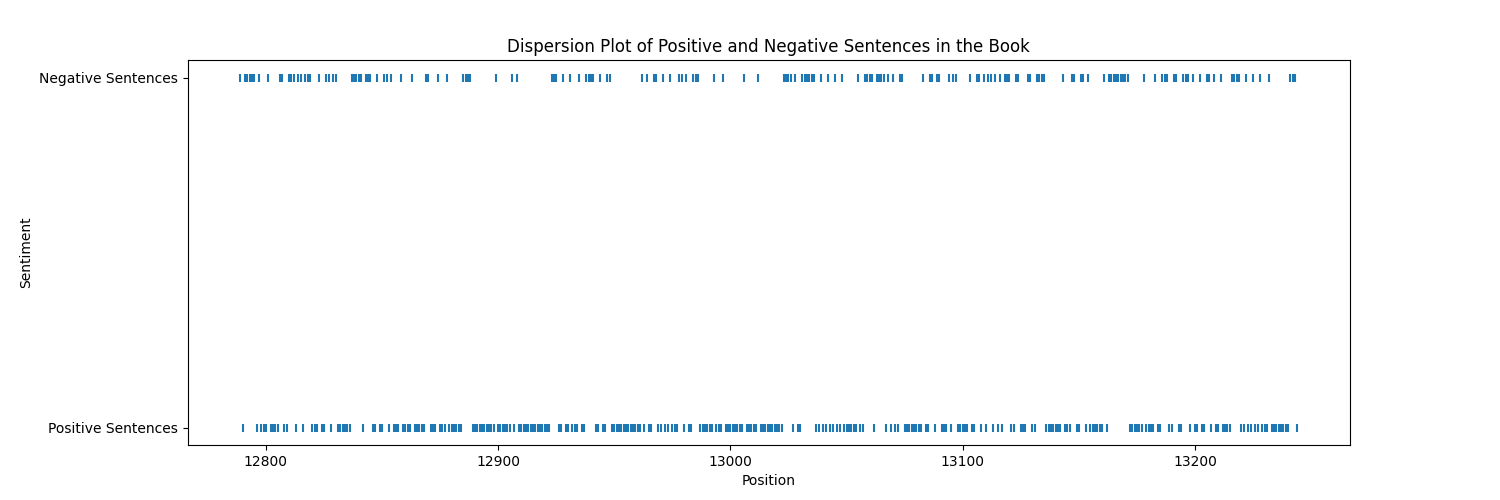 Dispersion Plot of Positive and Negative Sentences in the Book
Negative Sentences
Sentiment
Positive Sentences
12800 12900 13000 13100 13200
Position